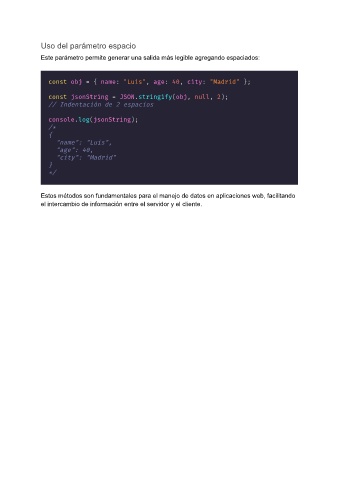 Uso del parámetro espacio
Este parámetro permite generar una salida más legible agregando espaciados:
const obj = { name: "Luis", age: 40, city: "Madrid" };
const jsonString = JSON.stringify(obj, null, 2);
// Indentación de 2 espacios
console.log(jsonString);
/*
{
  "name": "Luis",
  "age": 40,
  "city": "Madrid"
}
*/
Estos métodos son fundamentales para el manejo de datos en aplicaciones web, facilitando
el intercambio de información entre el servidor y el cliente.